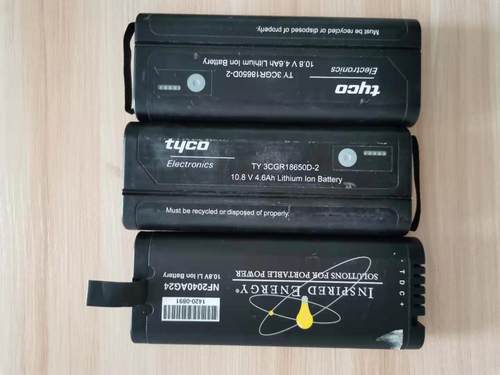 Must be recycled or disposed of properly.
tyco
Electronics
TY 3CGR18650D-2
10.8 V 4.6Ah Lithium Ion Battery
tyco
Electronics
TY 3CGR18650D-2
10.8 V 4.6Ah Lithium Ion Battery
Must be recycled or disposed of properly.
INSPIRED ENERGY®
SOLUTIONS FOR PORTABLE POWER
NF2040AG24
10.8V Li Ion Battery
1420-0891
- T D C +